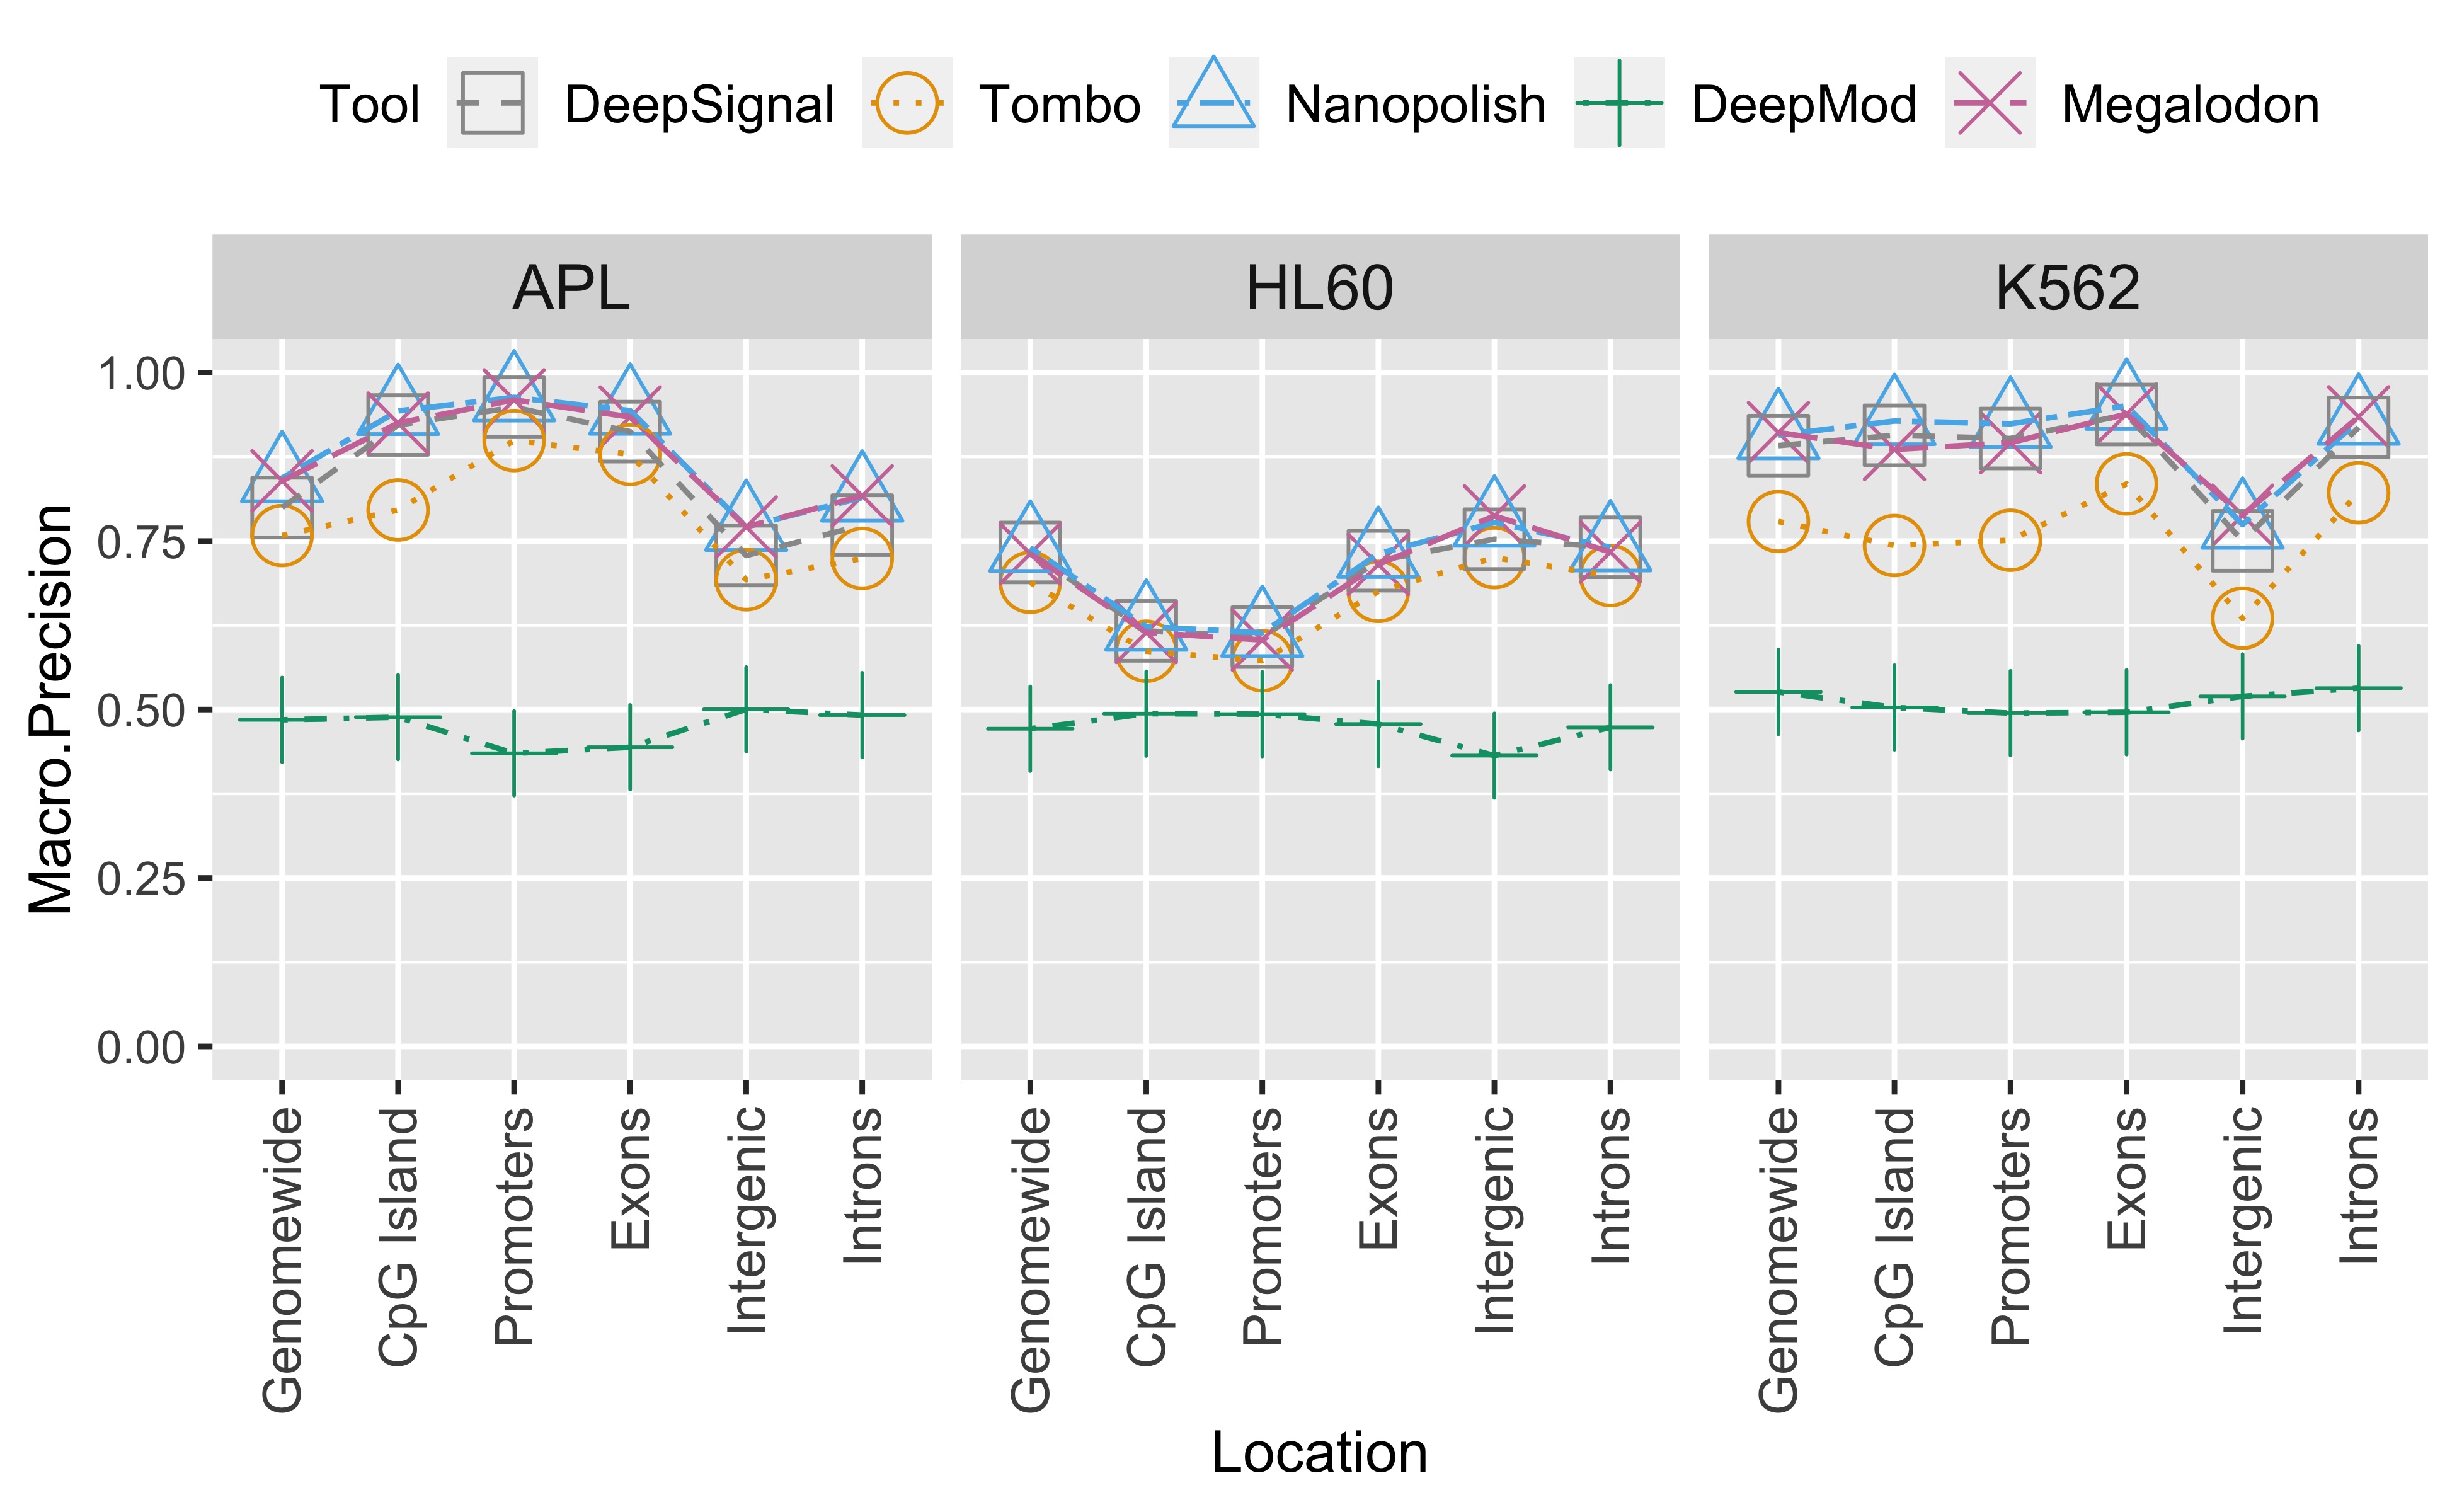 Tool DeepSignal Tombo Nanopolish DeepMod Megalodon
APL HL60 K562
Macro.Precision
1.00
0.75
0.50
0.25
0.00
Genomewide CpG Island Promoters Exons Intergenic Introns Genomewide CpG Island Promoters Exons Intergenic Introns Genomewide CpG Island Promoters Exons Intergenic Introns
Location